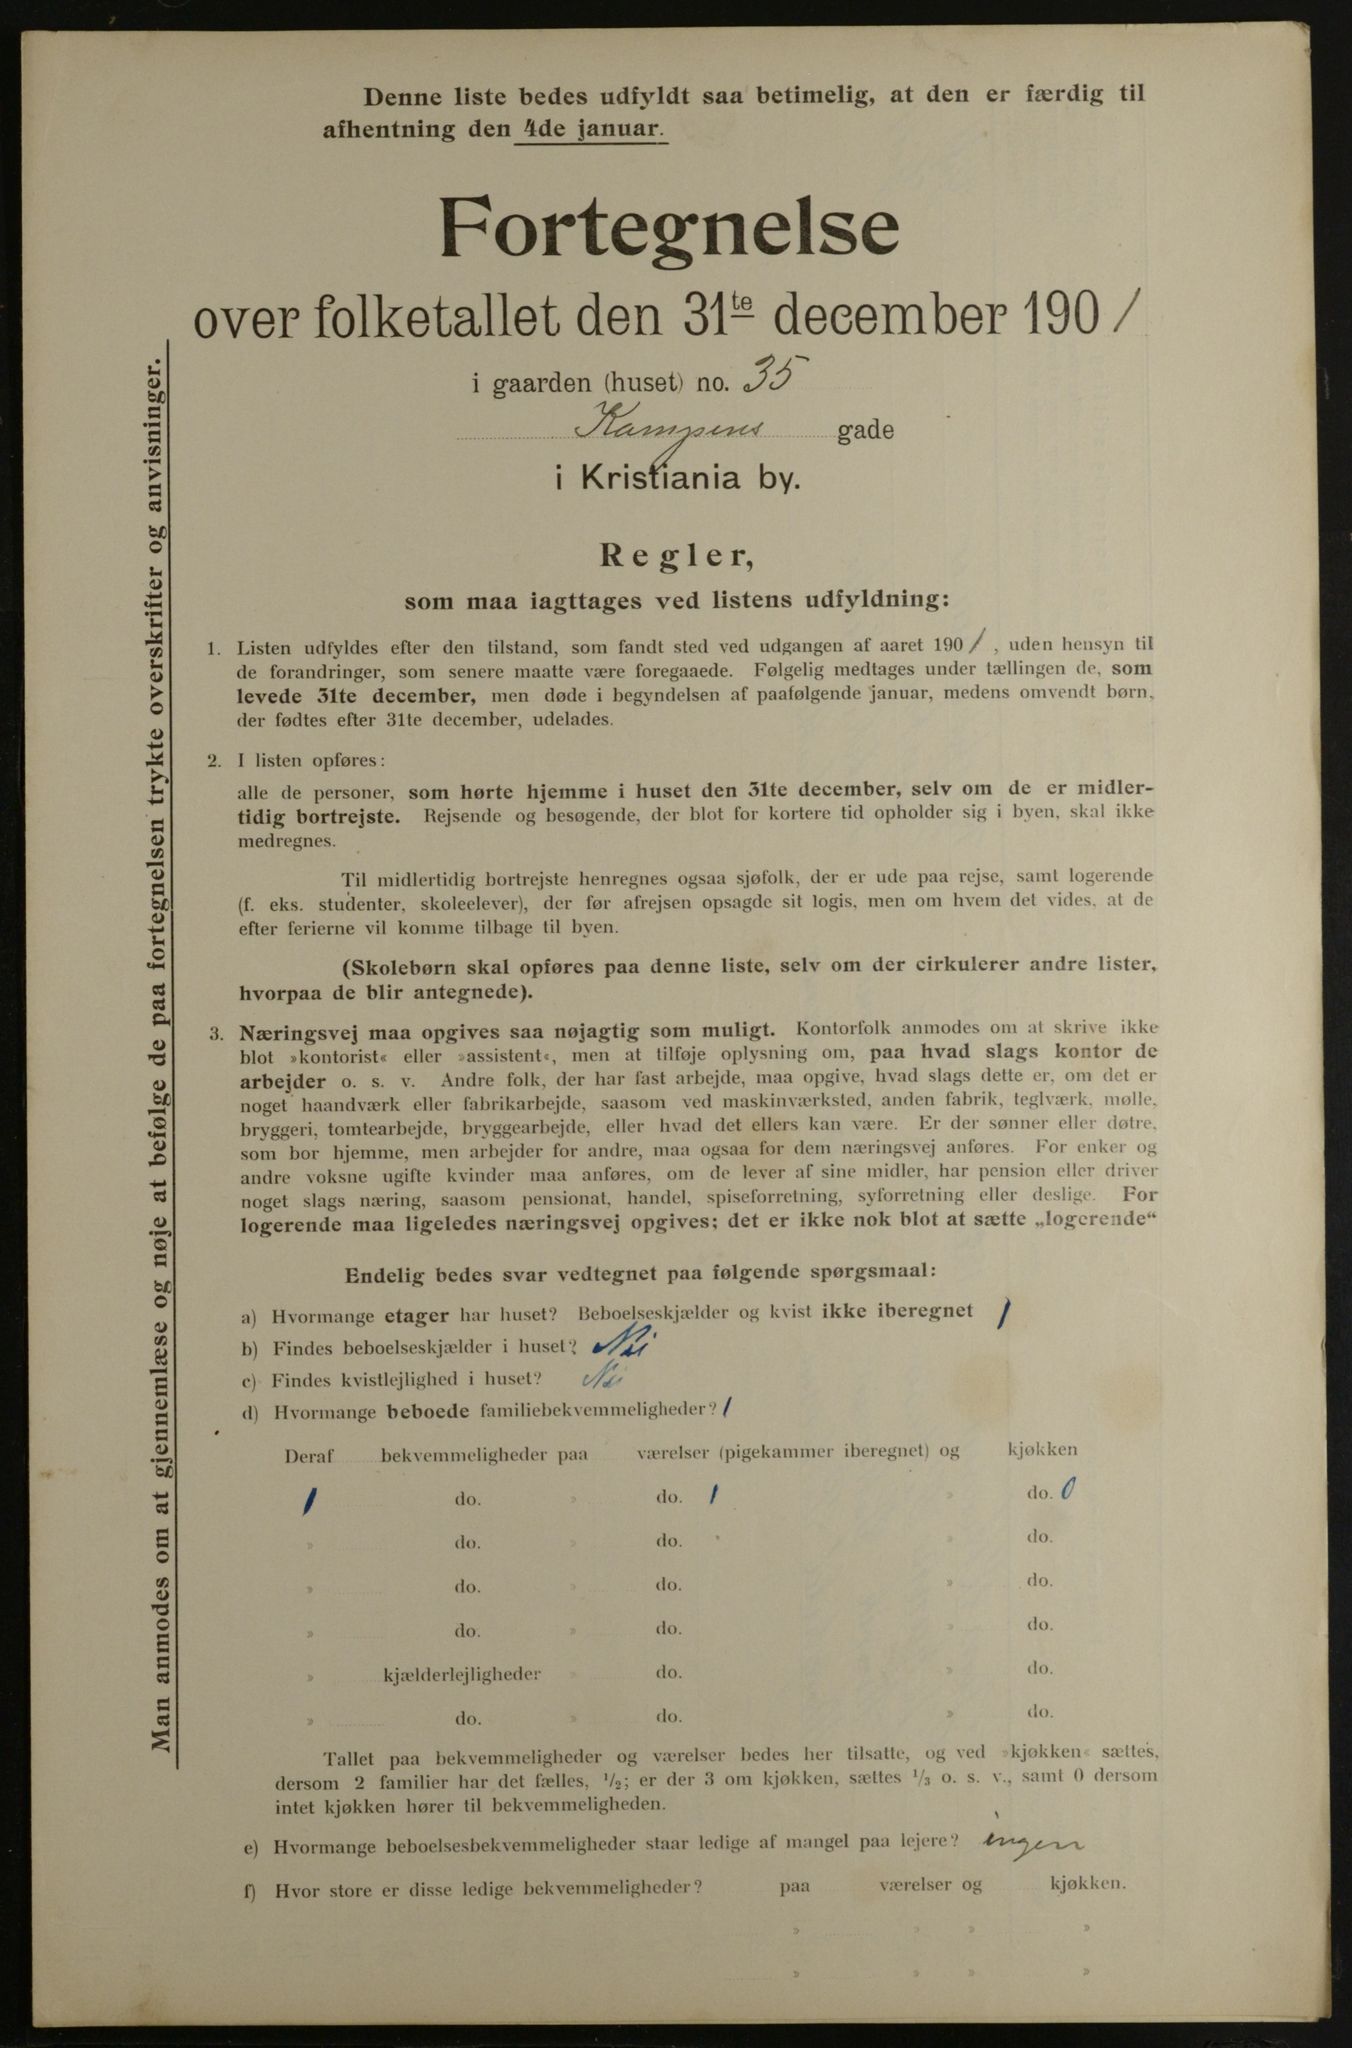 Denne liste bedes udfyldt saa betimelig, at den er færdig til
afhentning den 4de januar.
Fortegnelse
over folketallet den 31te december 190 1
i gaarden (huset) no. 35
Kampens gade
i Kristiania by.
Regler,
som maa iagttages ved listens udfyldning:
1. Listen udfyldes efter den tilstand, som fandt sted ved udgangen af aaret 190 1 , uden hensyn til
de forandringer, som senere maatte være foregaaede. Følgelig medtages under tællingen de, som
levede 31te december, men døde i begyndelsen af paafølgende januar, medens omvendt børn,
der fødtes efter 31te december, udelades.
2. I listen opføres:
alle de personer, som hørte hjemme i huset den 31te december, selv om de er midler-
tidig bortrejste. Rejsende og besøgende, der blot for kortere tid opholder sig i byen, skal ikke
medregnes.
Til midlertidig bortrejste henregnes ogsaa sjøfolk, der er ude paa rejse, samt logerende
(f. eks. studenter, skoleelever), der før afrejsen opsagde sit logis, men om hvem det vides, at de
efter ferierne vil komme tilbage til byen.
(Skolebørn skal opføres paa denne liste, selv om der cirkulerer andre lister,
hvorpaa de blir antegnede).
3. Næringsvej maa opgives saa nøjagtig som muligt. Kontorfolk anmodes om at skrive ikke
blot »kontorist« eller »assistent«, men at tilføje oplysning om, paa hvad slags kontor de
arbejder o. s. v. Andre folk, der har fast arbejde, maa opgive, hvad slags dette er, om det er
noget haandværk eller fabrikarbejde, saasom ved maskinværksted, anden fabrik, teglværk, mølle,
bryggeri, tomtearbejde, bryggearbejde, eller hvad det ellers kan være. Er der sønner eller døtre,
som bor hjemme, men arbejder for andre, maa ogsaa for dem næringsvej anføres. For enker og
andre voksne ugifte kvinder maa anføres, om de lever af sine midler, har pension eller driver
noget slags næring, saasom pensionat, handel, spiseforretning, syforretning eller deslige. For
logerende maa ligeledes næringsvej opgives; det er ikke nok blot at sætte „logerende“
Endelig bedes svar vedtegnet paa følgende spørgsmaal:
a) Hvormange etager har huset? Beboelseskjælder og kvist ikke iberegnet 1
b) Findes beboelseskjælder i huset? Nei
c) Findes kvistlejlighed i huset? Nei
d) Hvormange beboede familiebekvemmeligheder? 1
Deraf bekvemmeligheder paa værelser (pigekammer iberegnet) og kjøkken
1 do. » do. 1 » do. 0
» do. » do. » do.
» do. » do. » do.
» do. » do. » do.
» kjælderlejligheder » do. » do.
» do. » do. » do.
Tallet paa bekvemmeligheder og værelser bedes her tilsatte, og ved »kjøkken« sættes,
dersom 2 familier har det fælles, 1/2; er der 3 om kjøkken, sættes 1/3 o. s. v., samt 0 dersom
intet kjøkken hører til bekvemmeligheden.
e) Hvormange beboelsesbekvemmeligheder staar ledige af mangel paa lejere? ingen
f) Hvor store er disse ledige bekvemmeligheder? paa værelser og kjøkken.
» » » »
» » » »
Man anmodes om at gjennemlæse og nøje at befølge de paa fortegnelsen trykte overskrifter og anvisninger.